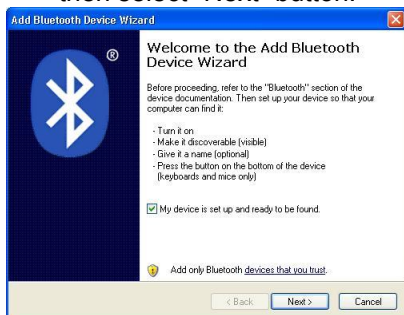 then select "Next" button.
Add Bluetooth Device Wizard
®
Welcome to the Add Bluetooth
Device Wizard
Before proceeding, refer to the "Bluetooth" section of the
device documentation. Then set up your device so that your
computer can find it:
- Turn it on
- Make it discoverable (visible)
- Give it a name (optional)
- Press the button on the bottom of the device
(keyboards and mice only)
My device is set up and ready to be found.
Add only Bluetooth devices that you trust.
< Back
Next >
Cancel